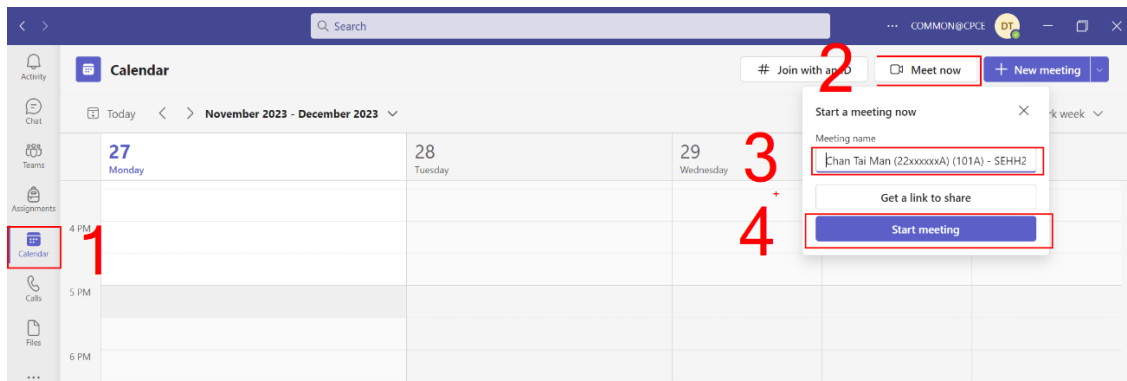 Search
COMMON@CPCE
DT
Activity
Chat
Teams
Assignments
Calendar
Calls
Files
Calendar
# Join with an ID
Meet now
+ New meeting
Today
November 2023 - December 2023
rk week
27
Monday
28
Tuesday
29
Wednesday
4 PM
5 PM
6 PM
Start a meeting now
Meeting name
Chan Tai Man (22xxxxxxA) (101A) - SEHH2
Get a link to share
Start meeting
1
2
3
4